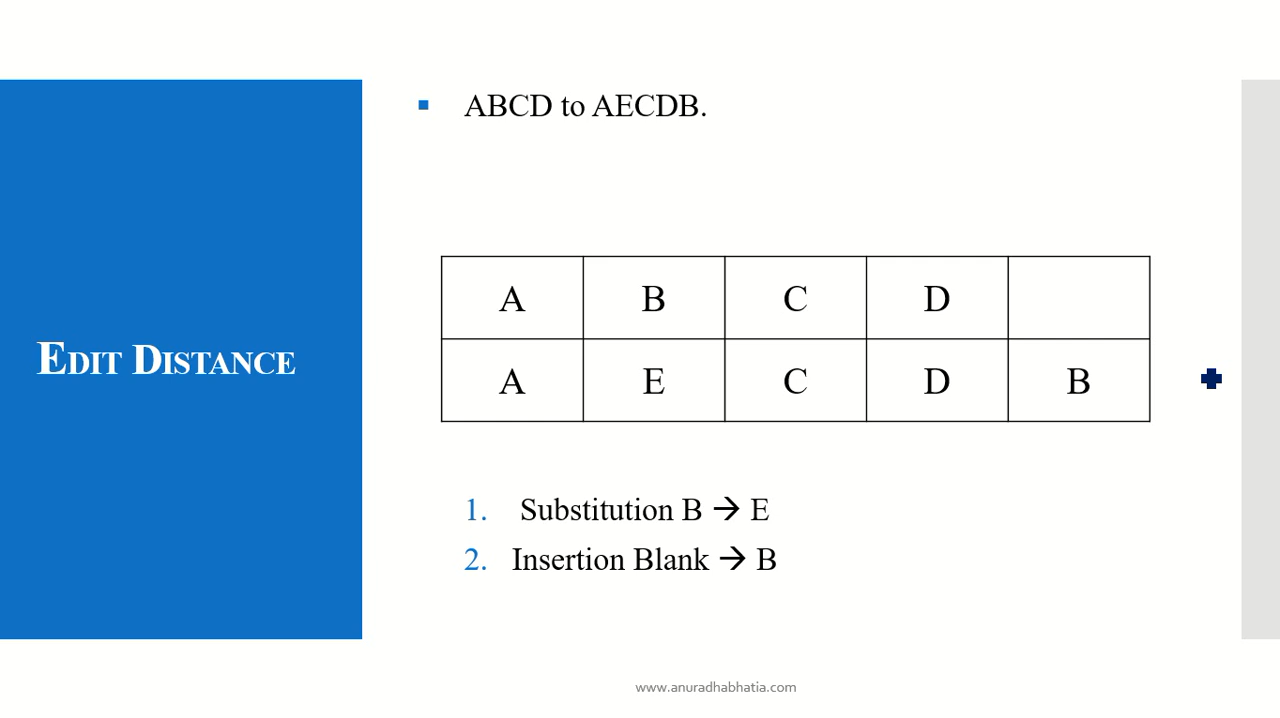 ▪ ABCD to AECDB.
A B C D
A E C D B
EDIT DISTANCE
1. Substitution B → E
2. Insertion Blank → B
www.anuradhabhatia.com